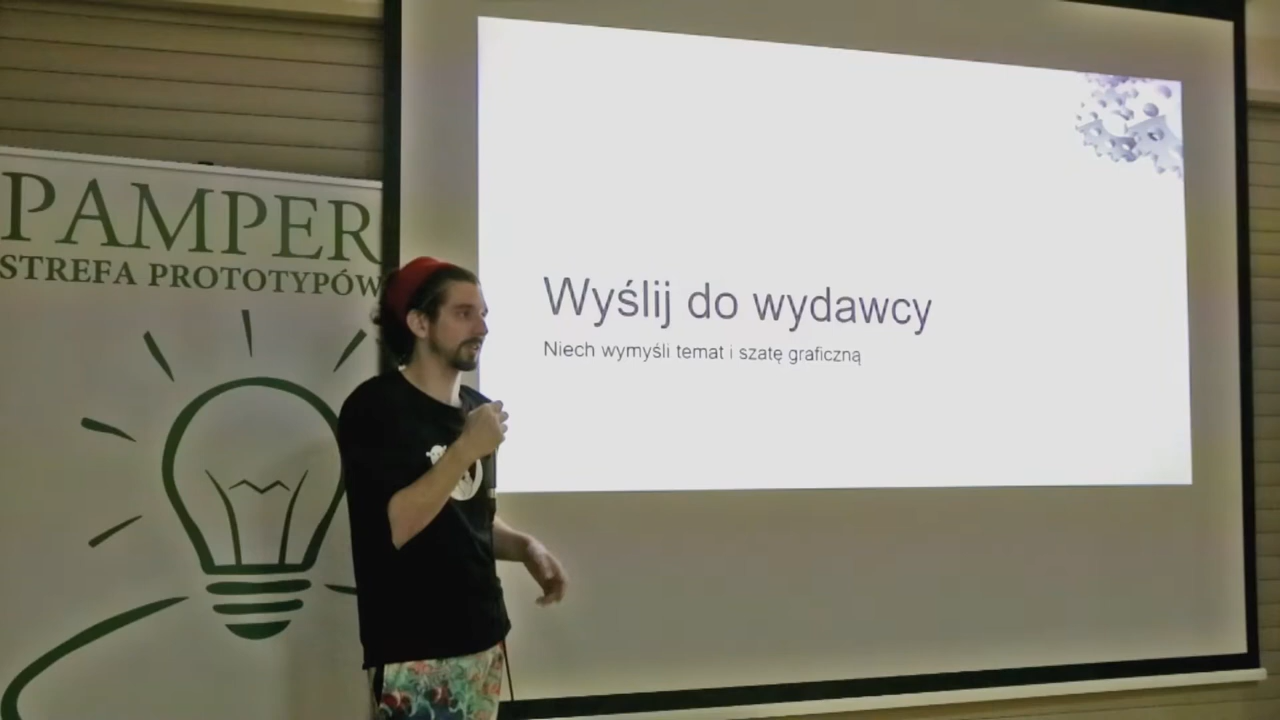 PAMPER
STREFA PROTOTYPÓW
Wyślij do wydawcy
Niech wymyśli temat i szatę graficzną